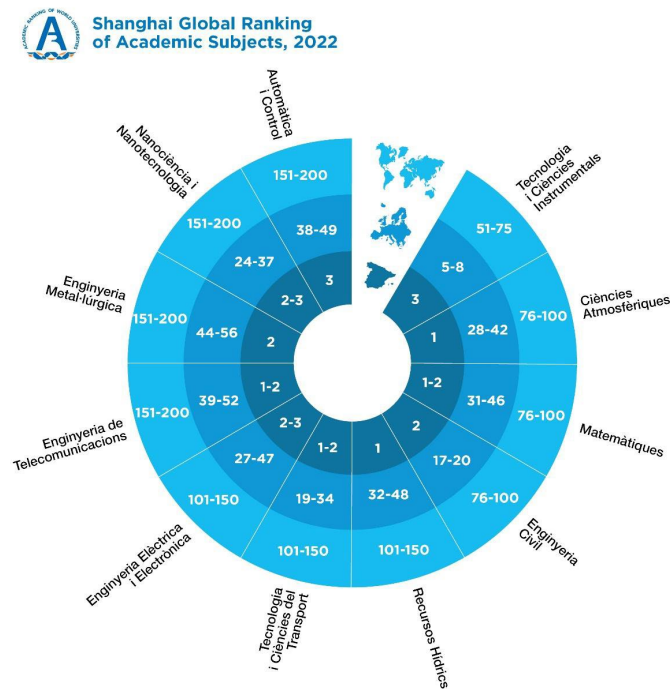 ACADEMIC RANKING OF WORLD UNIVERSITIES
Shanghai Global Ranking
of Academic Subjects, 2022
Tecnologia
i Ciències
Instrumentals
51-75
5-8
3
Ciències
Atmosfèriques
76-100
28-42
1
Matemàtiques
76-100
31-46
1-2
Enginyeria
Civil
76-100
17-20
2
Recursos Hídrics
101-150
32-48
1
Tecnologia
i Ciències del
Transport
101-150
19-34
1-2
Enginyeria Elèctrica
i Electrònica
101-150
27-47
2-3
Enginyeria de
Telecomunicacions
151-200
39-52
1-2
Enginyeria
Metal·lúrgica
151-200
44-56
2
Nanociència i
Nanotecnologia
151-200
24-37
2-3
Automàtica
i Control
151-200
38-49
3